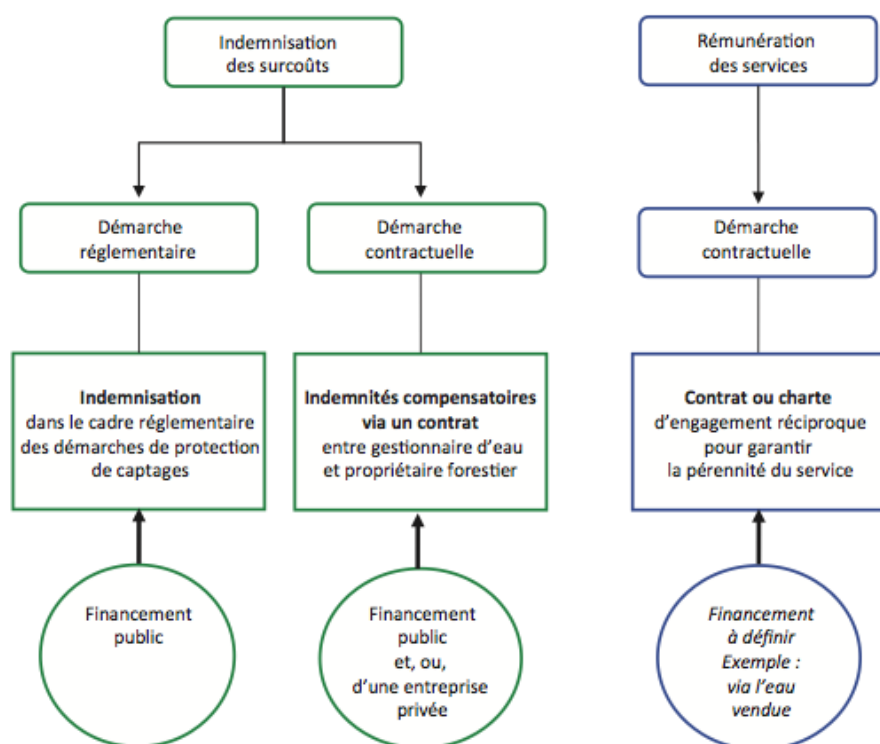 Indemnisation
des surcoûts
Rémunération
des services
Démarche
réglementaire
Démarche
contractuelle
Démarche
contractuelle
Indemnisation
dans le cadre réglementaire
des démarches de protection
de captages
Indemnités compensatoires
via un contrat
entre gestionnaire d’eau
et propriétaire forestier
Contrat ou charte
d’engagement réciproque
pour garantir
la pérennité du service
Financement
public
Financement
public
et, ou,
d’une entreprise
privée
Financement
à définir
Exemple :
via l’eau
vendue